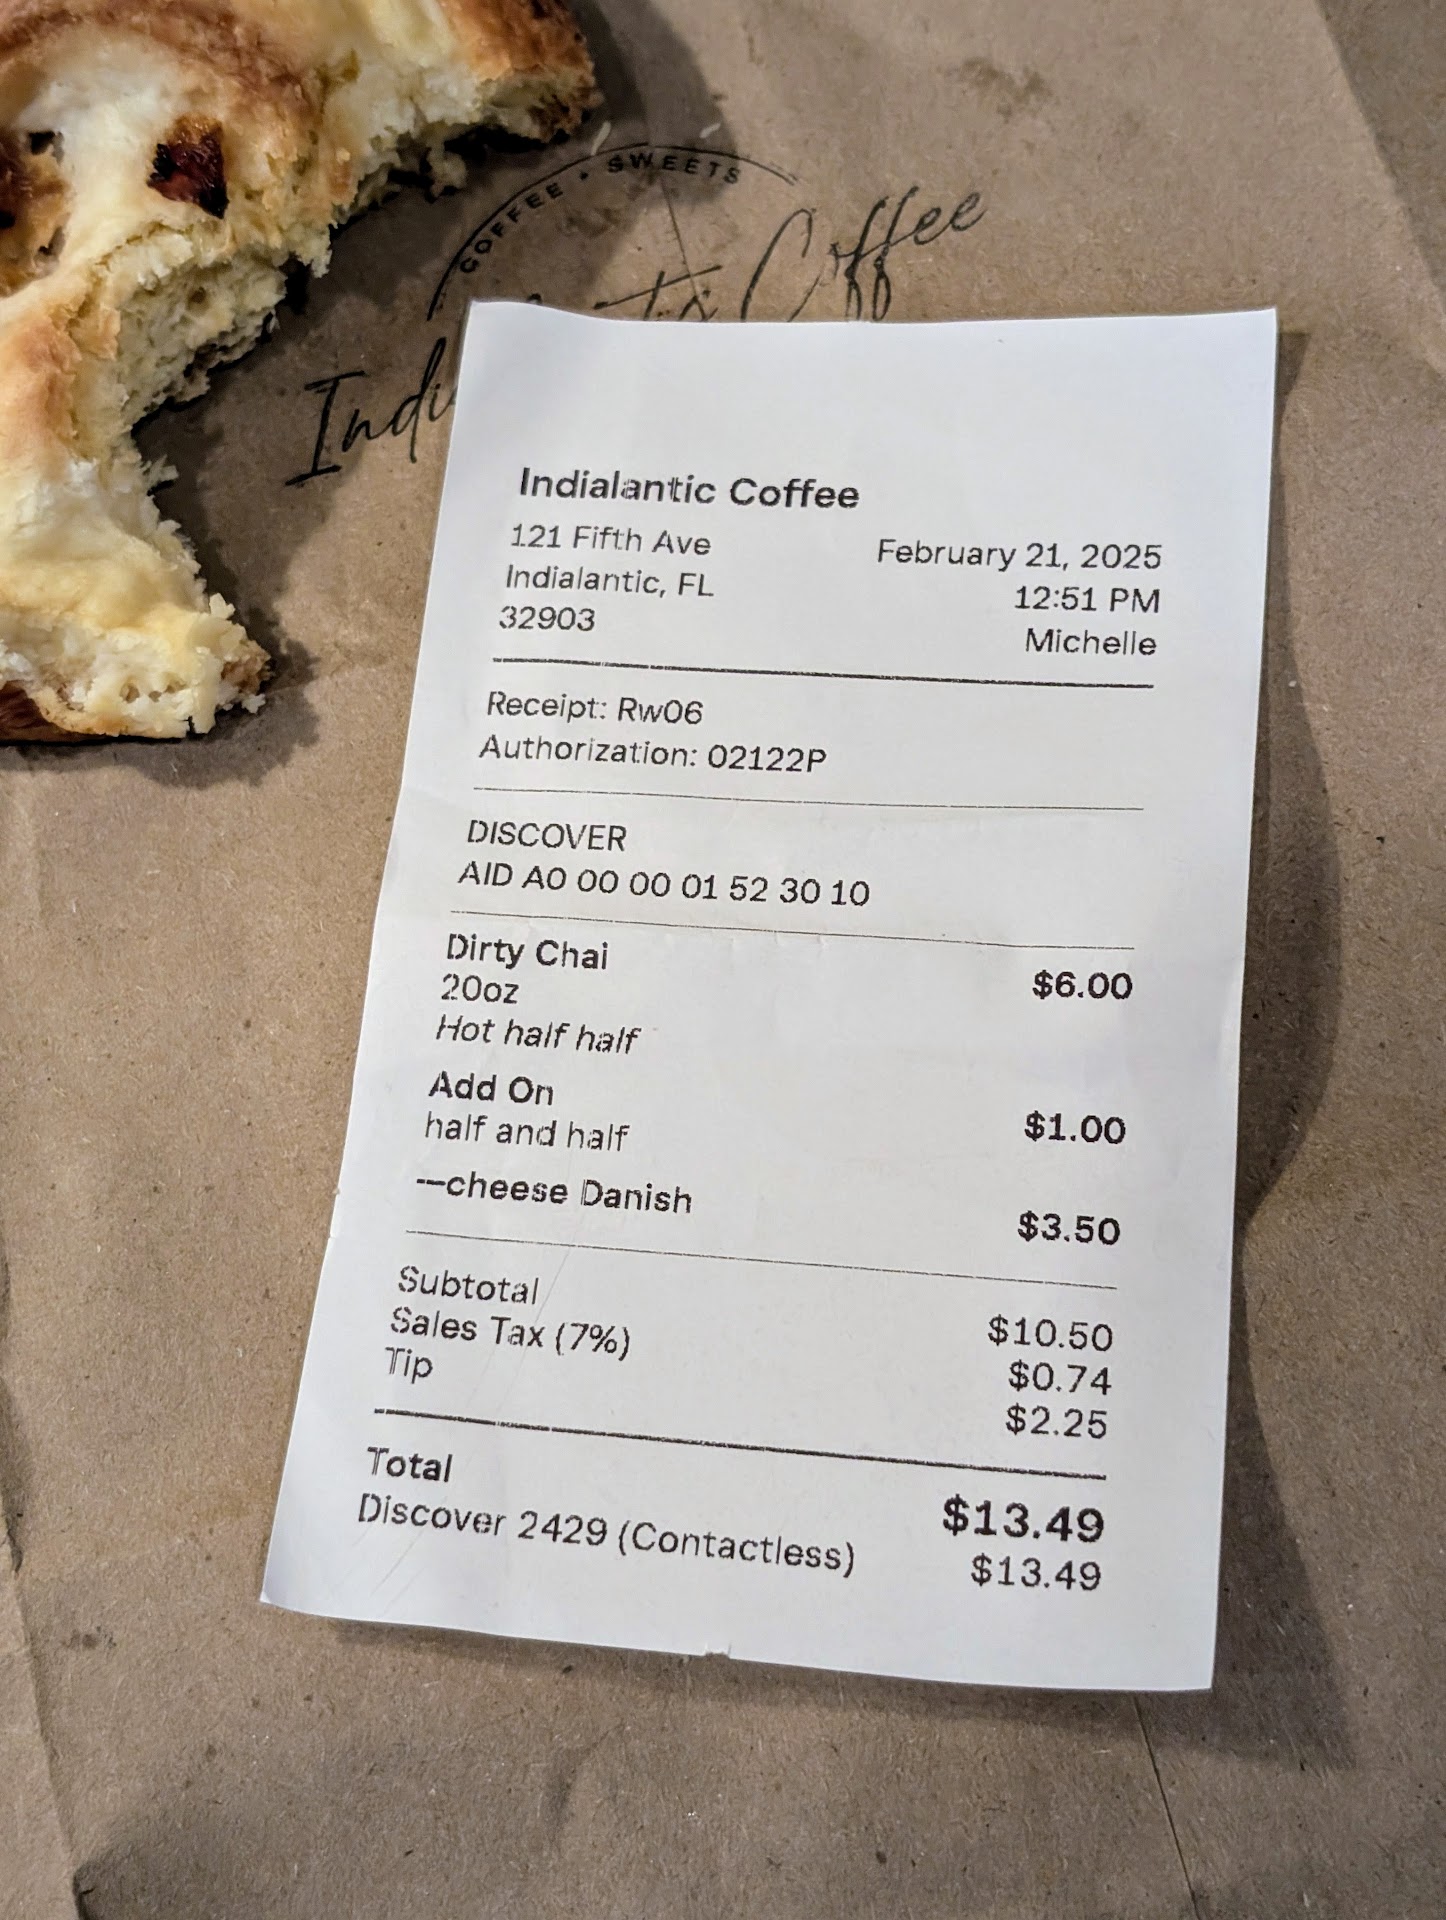 COFFEE • SWEETS
Coffee
Indialantic Coffee
121 Fifth Ave
Indialantic, FL
32903
February 21, 2025
12:51 PM
Michelle
Receipt: Rw06
Authorization: 02122P
DISCOVER
AID A0 00 00 01 52 30 10
Dirty Chai $6.00
20oz
Hot half half
Add On $1.00
half and half
--cheese Danish $3.50
Subtotal $10.50
Sales Tax (7%) $0.74
Tip $2.25
Total $13.49
Discover 2429 (Contactless) $13.49